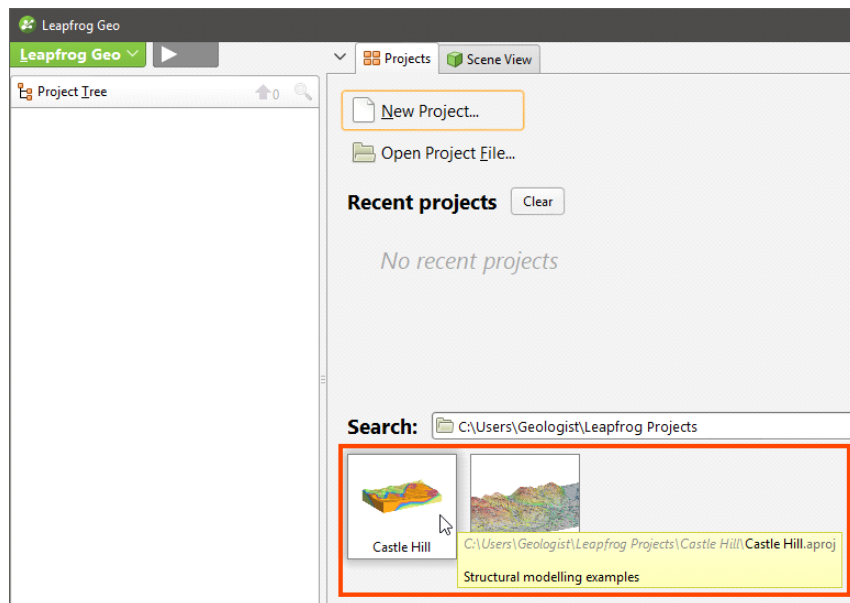 Leapfrog Geo
Leapfrog Geo
Projects
Scene View
Project Tree
0
New Project...
Open Project File...
Recent projects
Clear
No recent projects
Search:
C:\Users\Geologist\Leapfrog Projects
Castle Hill
C:\Users\Geologist\Leapfrog Projects\Castle Hill\Castle Hill.aproj
Structural modelling examples